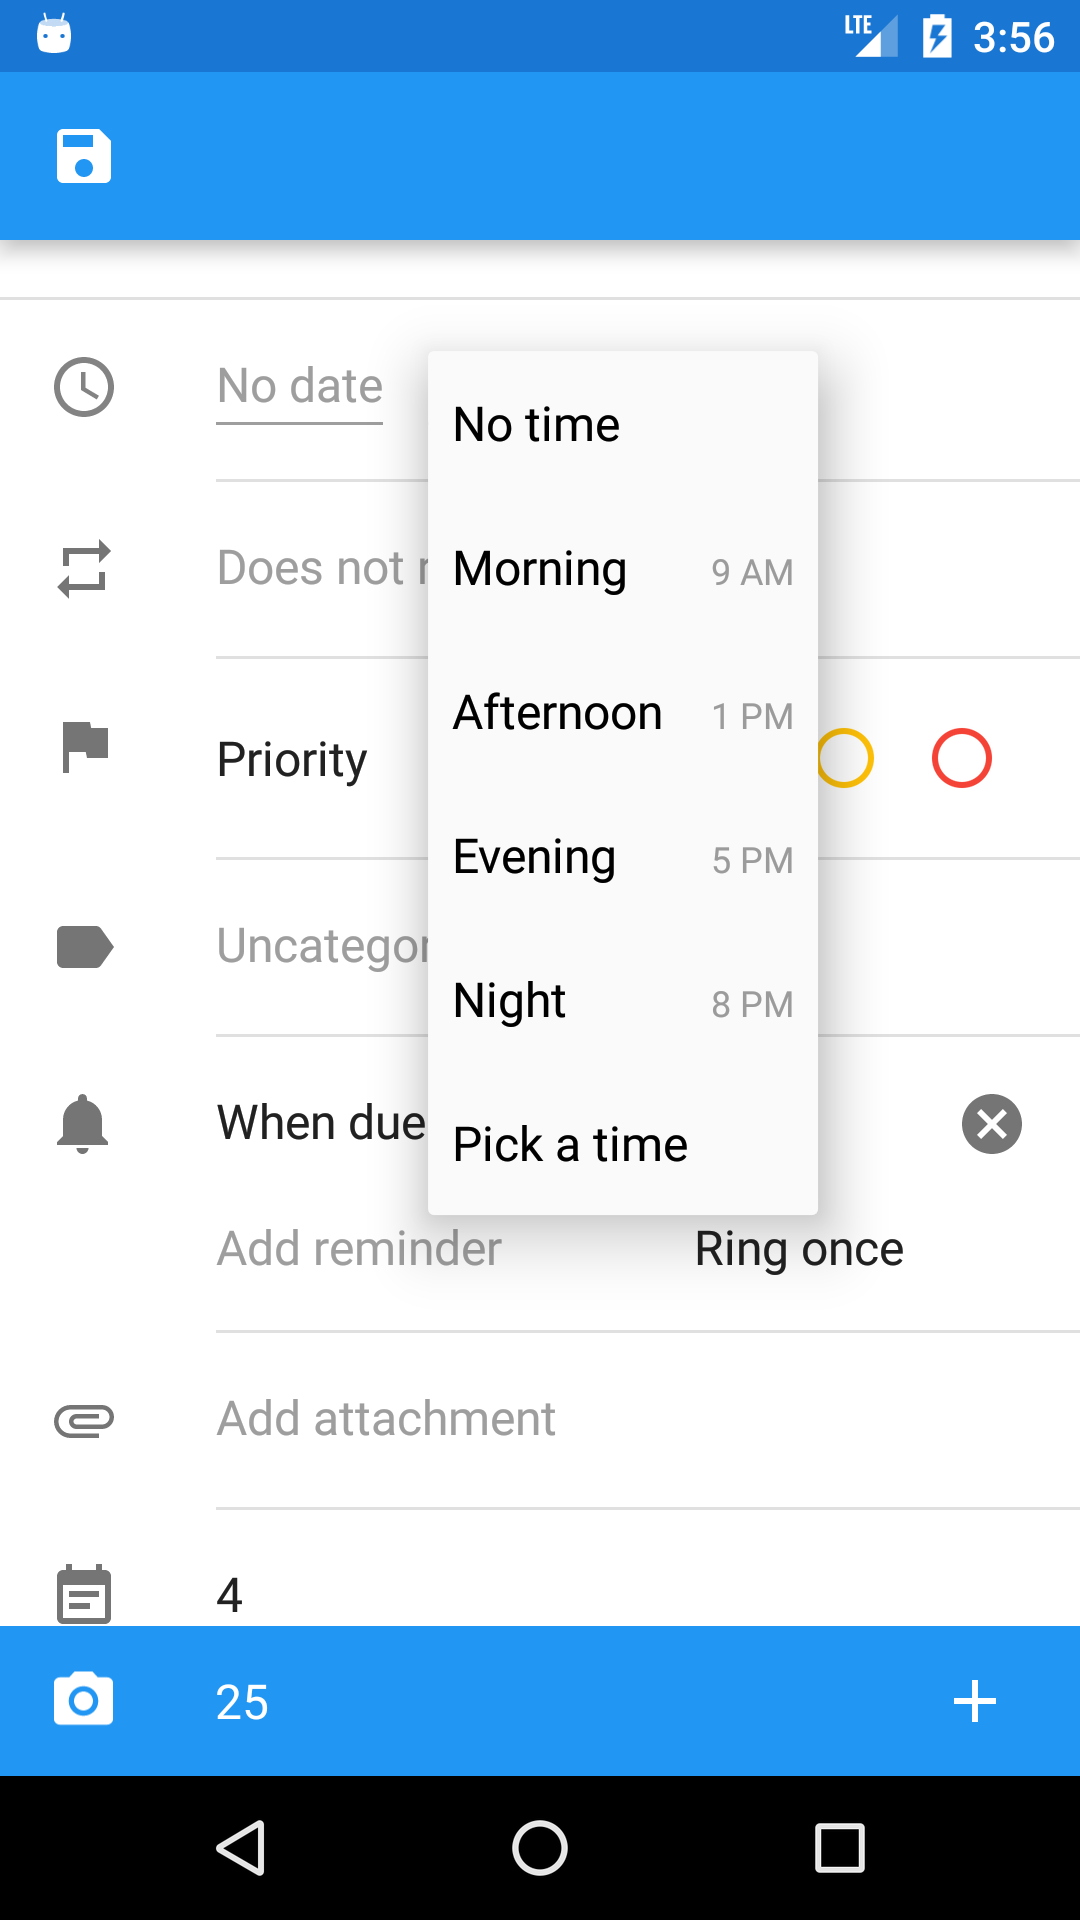 LTE 3:56
No date
No time
Does not r
Morning 9 AM
Afternoon 1 PM
Priority
Evening 5 PM
Uncategor
Night 8 PM
When due
Pick a time
Add reminder Ring once
Add attachment
4
25